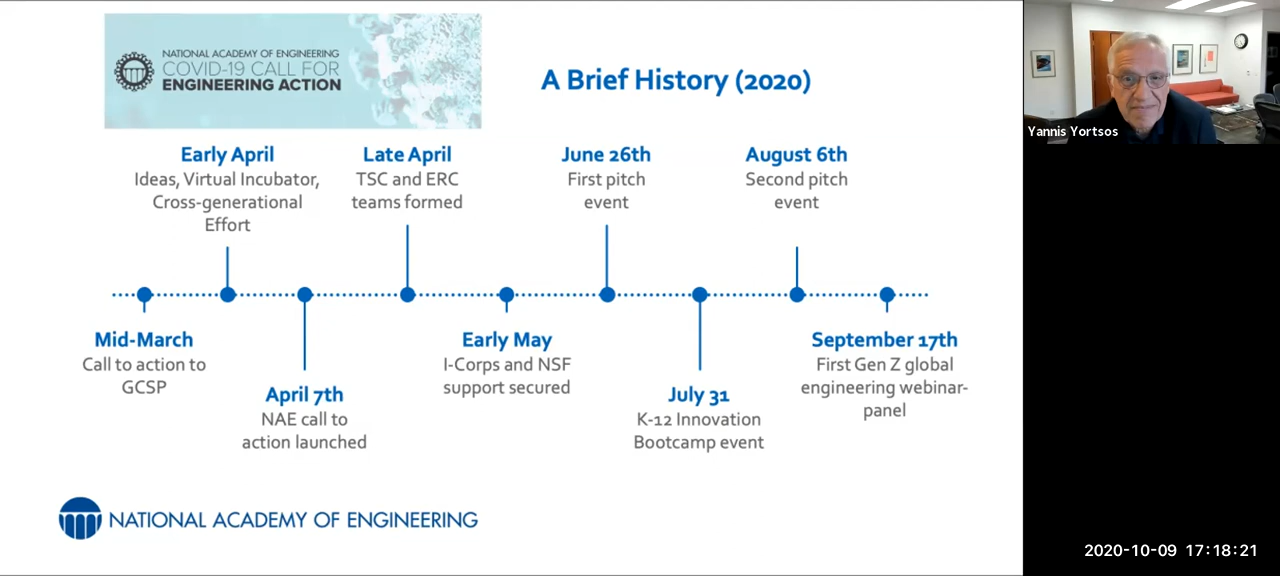 NATIONAL ACADEMY OF ENGINEERING
COVID-19 CALL FOR
ENGINEERING ACTION
A Brief History (2020)
Early April
Ideas, Virtual Incubator,
Cross-generational
Effort
Late April
TSC and ERC
teams formed
June 26th
First pitch
event
August 6th
Second pitch
event
Mid-March
Call to action to
GCSP
April 7th
NAE call to
action launched
Early May
I-Corps and NSF
support secured
July 31
K-12 Innovation
Bootcamp event
September 17th
First Gen Z global
engineering webinar-
panel
NATIONAL ACADEMY OF ENGINEERING
Yannis Yortsos
2020-10-09 17:18:21